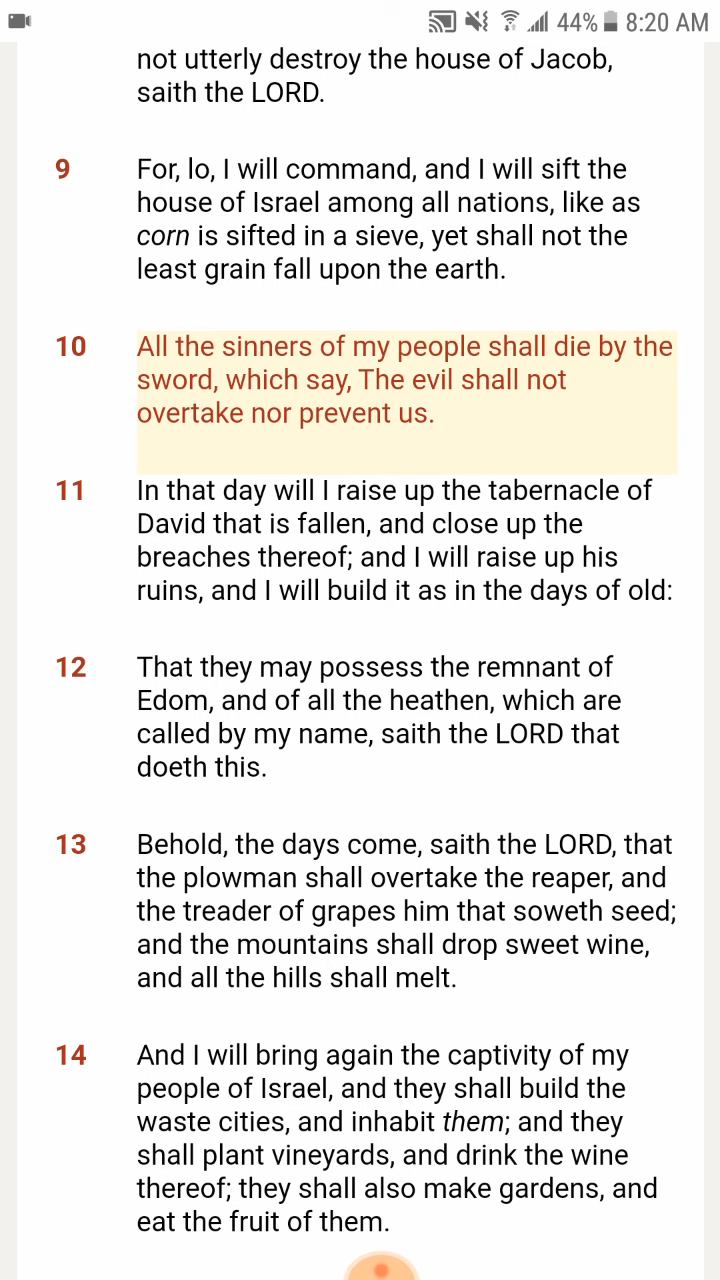 44% 8:20 AM
not utterly destroy the house of Jacob,
saith the LORD.
9 For, lo, I will command, and I will sift the
house of Israel among all nations, like as
corn is sifted in a sieve, yet shall not the
least grain fall upon the earth.
10 All the sinners of my people shall die by the
sword, which say, The evil shall not
overtake nor prevent us.
11 In that day will I raise up the tabernacle of
David that is fallen, and close up the
breaches thereof; and I will raise up his
ruins, and I will build it as in the days of old:
12 That they may possess the remnant of
Edom, and of all the heathen, which are
called by my name, saith the LORD that
doeth this.
13 Behold, the days come, saith the LORD, that
the plowman shall overtake the reaper, and
the treader of grapes him that soweth seed;
and the mountains shall drop sweet wine,
and all the hills shall melt.
14 And I will bring again the captivity of my
people of Israel, and they shall build the
waste cities, and inhabit them; and they
shall plant vineyards, and drink the wine
thereof; they shall also make gardens, and
eat the fruit of them.